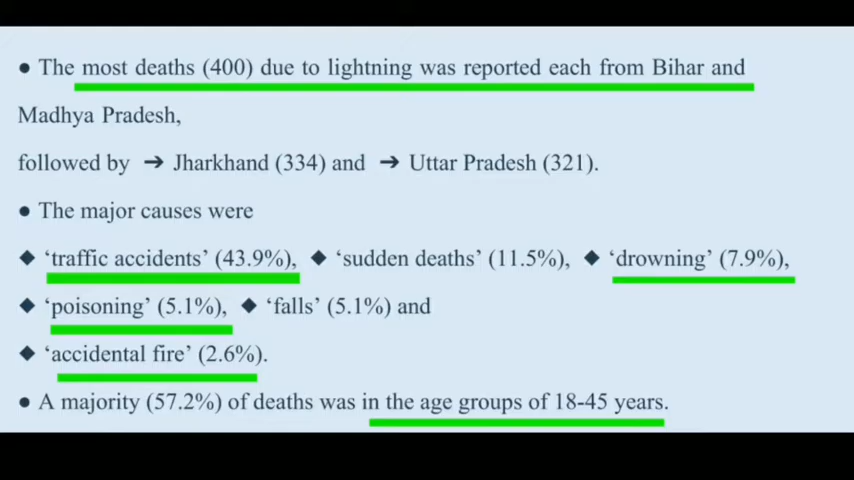 ● The most deaths (400) due to lightning was reported each from Bihar and
Madhya Pradesh,
followed by ➔ Jharkhand (334) and ➔ Uttar Pradesh (321).
● The major causes were
◆ ‘traffic accidents’ (43.9%), ◆ ‘sudden deaths’ (11.5%), ◆ ‘drowning’ (7.9%),
◆ ‘poisoning’ (5.1%), ◆ ‘falls’ (5.1%) and
◆ ‘accidental fire’ (2.6%).
● A majority (57.2%) of deaths was in the age groups of 18-45 years.